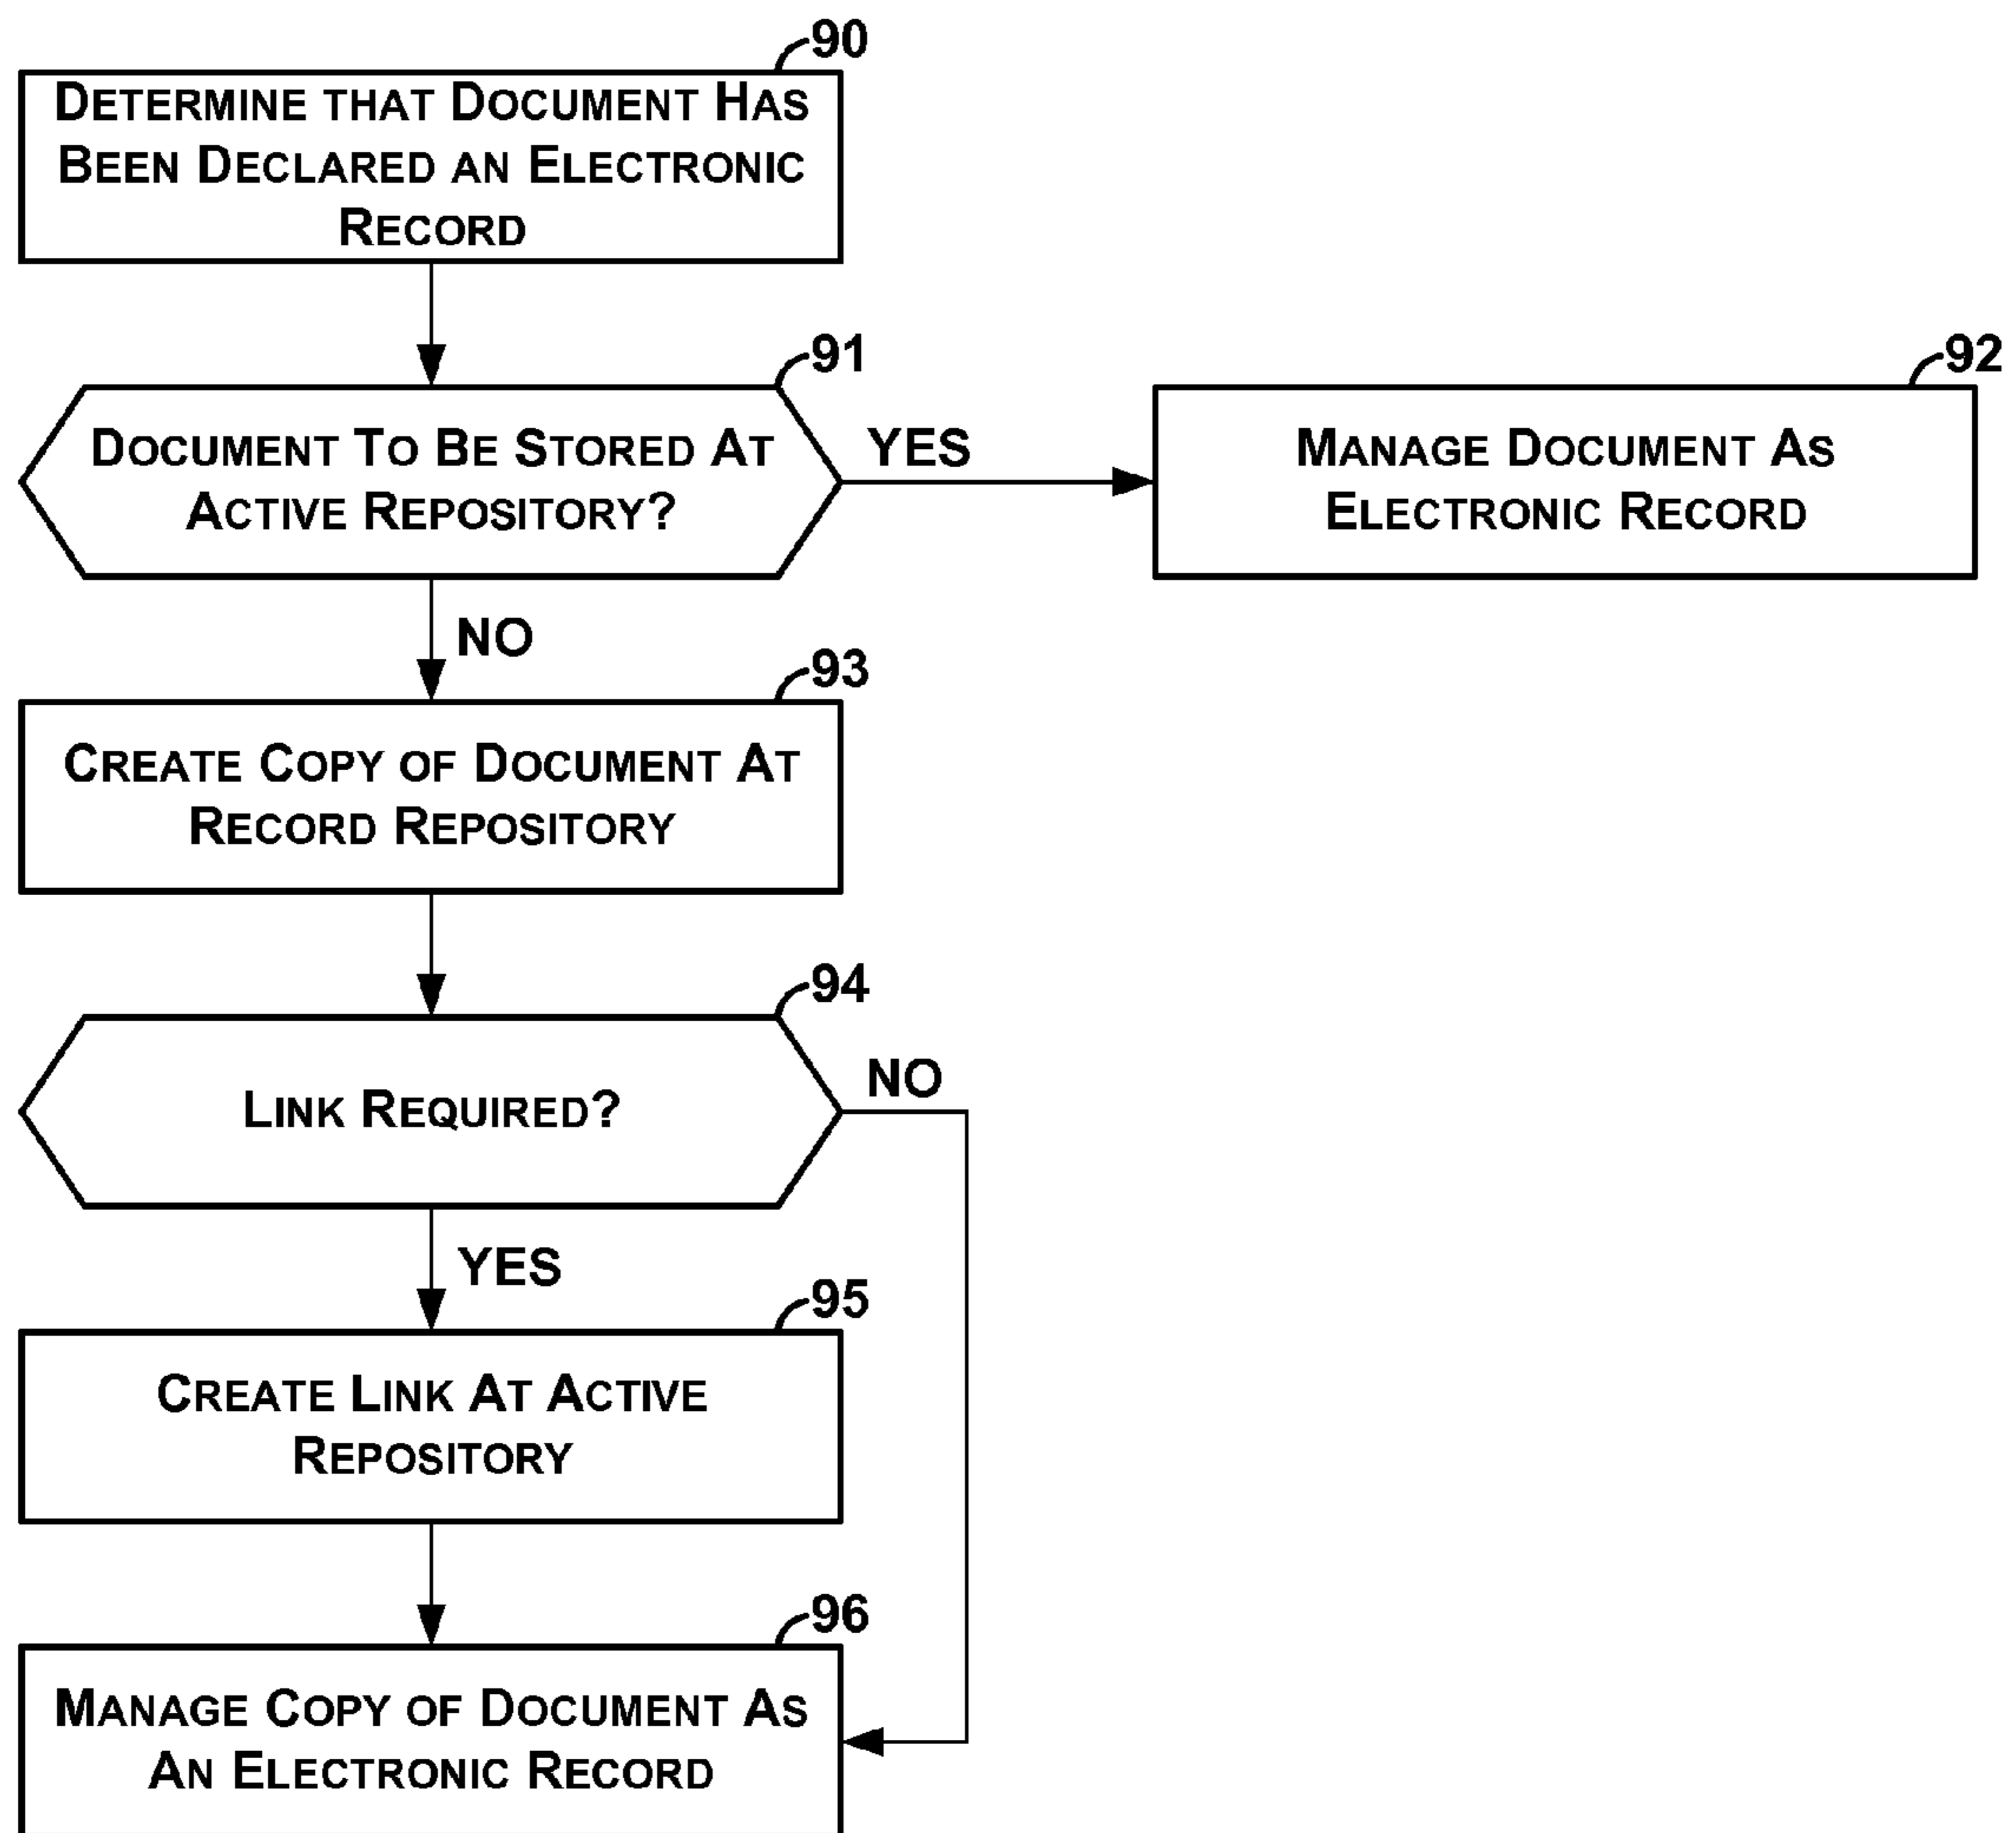 90
DETERMINE THAT DOCUMENT HAS
BEEN DECLARED AN ELECTRONIC
RECORD
91
DOCUMENT TO BE STORED AT
ACTIVE REPOSITORY?
YES
92
MANAGE DOCUMENT AS
ELECTRONIC RECORD
NO
93
CREATE COPY OF DOCUMENT AT
RECORD REPOSITORY
94
LINK REQUIRED?
NO
YES
95
CREATE LINK AT ACTIVE
REPOSITORY
96
MANAGE COPY OF DOCUMENT AS
AN ELECTRONIC RECORD